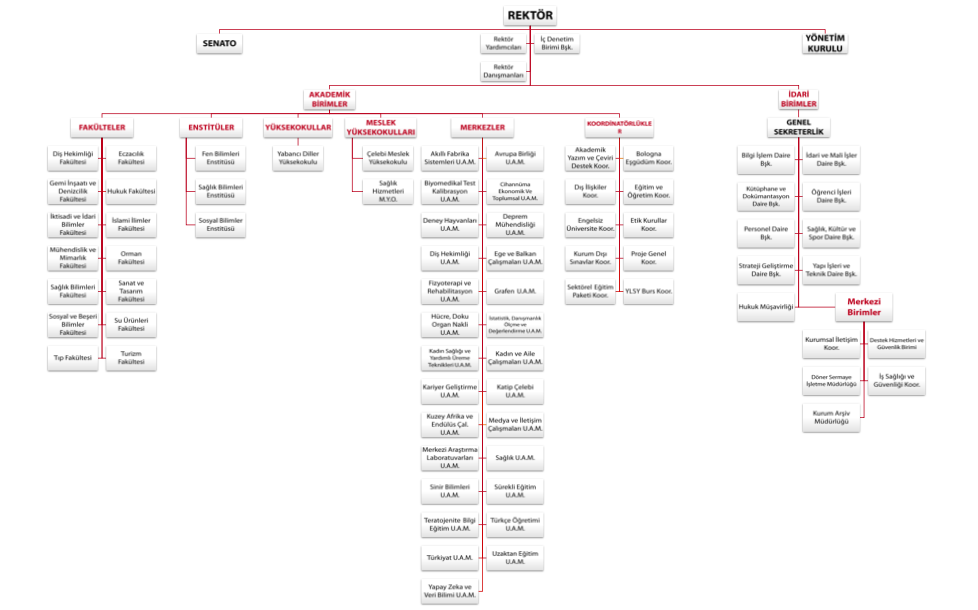 REKTÖR
SENATO
Rektör
Yardımcıları
İç Denetim
Birimi Bşk.
YÖNETİM
KURULU
Rektör
Danışmanları
AKADEMİK
BİRİMLER
İDARİ
BİRİMLER
FAKÜLTELER
ENSTİTÜLER
YÜKSEKOKULLAR
MESLEK
YÜKSEKOKULLARI
MERKEZLER
KOORDİNATÖRLÜKLE
R
GENEL
SEKRETERLİK
Diş Hekimliği
Fakültesi
Eczacılık
Fakültesi
Gemi İnşaatı ve
Denizcilik
Fakültesi
Hukuk Fakültesi
İktisadi ve İdari
Bilimler
Fakültesi
İslami İlimler
Fakültesi
Mühendislik ve
Mimarlık
Fakültesi
Orman
Fakültesi
Sağlık Bilimleri
Fakültesi
Sanat ve
Tasarım
Fakültesi
Sosyal ve Beşeri
Bilimler
Fakültesi
Su Ürünleri
Fakültesi
Tıp Fakültesi
Turizm
Fakültesi
Fen Bilimleri
Enstitüsü
Sağlık Bilimleri
Enstitüsü
Sosyal Bilimler
Enstitüsü
Yabancı Diller
Yüksekokulu
Çelebi Meslek
Yüksekokulu
Sağlık
Hizmetleri
M.Y.O.
Akıllı Fabrika
Sistemleri U.A.M.
Avrupa Birliği
U.A.M.
Biyomedikal Test
Kalibrasyon
U.A.M.
Cihannüma
Ekonomik Ve
Toplumsal U.A.M.
Deney Hayvanları
U.A.M.
Deprem
Mühendisliği
U.A.M.
Diş Hekimliği
U.A.M.
Ege ve Balkan
Çalışmaları U.A.M.
Fizyoterapi ve
Rehabilitasyon
U.A.M.
Grafen U.A.M.
Hücre, Doku
Organ Nakli
U.A.M.
İstatistik, Danışmanlık
Ölçme ve
Değerlendirme U.A.M.
Kadın Sağlığı ve
Yardımlı Üreme
Teknikleri U.A.M.
Kadın ve Aile
Çalışmaları U.A.M.
Kariyer Geliştirme
U.A.M.
Katip Çelebi
U.A.M.
Kuzey Afrika ve
Endülüs Çal.
U.A.M.
Medya ve İletişim
Çalışmaları U.A.M.
Merkezi Araştırma
Laboratuvarları
U.A.M.
Sağlık U.A.M.
Sinir Bilimleri
U.A.M.
Sürekli Eğitim
U.A.M.
Teratojenite Bilgi
Eğitim U.A.M.
Türkçe Öğretimi
U.A.M.
Türkiyat U.A.M.
Uzaktan Eğitim
U.A.M.
Yapay Zeka ve
Veri Bilimi U.A.M.
Akademik
Yazım ve Çeviri
Destek Koor.
Bologna
Eşgüdüm Koor.
Dış İlişkiler
Koor.
Eğitim ve
Öğretim Koor.
Engelsiz
Üniversite Koor.
Etik Kurullar
Koor.
Kurum Dışı
Sınavlar Koor.
Proje Genel
Koor.
Sektörel Eğitim
Paketi Koor.
YLSY Burs Koor.
Bilgi İşlem Daire
Bşk.
İdari ve Mali İşler
Daire Bşk.
Kütüphane ve
Dokümantasyon
Daire Bşk.
Öğrenci İşleri
Daire Bşk.
Personel Daire
Bşk.
Sağlık, Kültür ve
Spor Daire Bşk.
Strateji Geliştirme
Daire Bşk.
Yapı İşleri ve
Teknik Daire Bşk.
Hukuk Müşavirliği
Merkezi
Birimler
Kurumsal İletişim
Koor.
Destek Hizmetleri ve
Güvenlik Birimi
Döner Sermaye
İşletme Müdürlüğü
İş Sağlığı ve
Güvenliği Koor.
Kurum Arşiv
Müdürlüğü